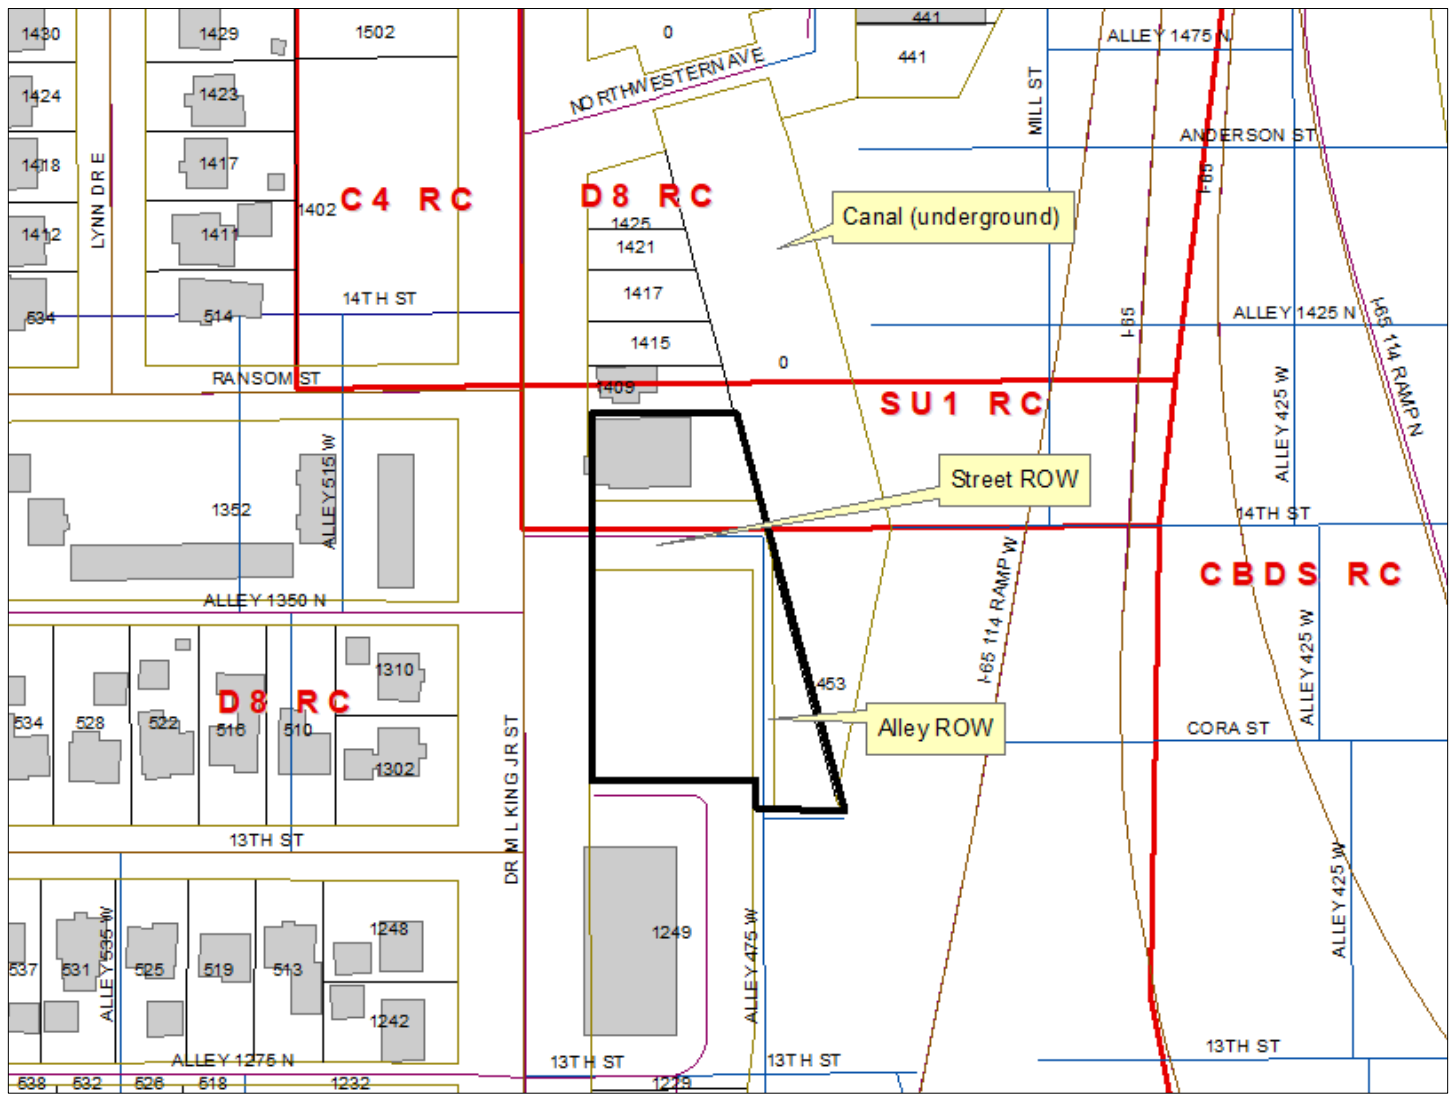 1430
1429
1502
0
441
441
ALLEY 1475 N
NORTHWESTERN AVE
MILL ST
1424
1423
ANDERSON ST
1418
1417
LYNN DR E
I-65
C4 RC
D8 RC
1402
Canal (underground)
1412
1411
1425
1421
1417
14TH ST
534
514
1415
I-65
ALLEY 1425 N
I-65 114 RAMP N
0
RANSOM ST
1409
SU1 RC
ALLEY 425 W
ALLEY 515 W
Street ROW
1352
14TH ST
I-65 114 RAMP W
CBDS RC
ALLEY 1350 N
ALLEY 425 W
1310
453
D8 RC
534
528
522
516
510
Alley ROW
CORA ST
1302
DR M L KING JR ST
13TH ST
ALLEY 425 W
1248
1249
537
531
ALLEY 535 W
525
519
513
ALLEY 475 W
1242
13TH ST
ALLEY 1275 N
13TH ST
13TH ST
538
532
526
518
1232
1229